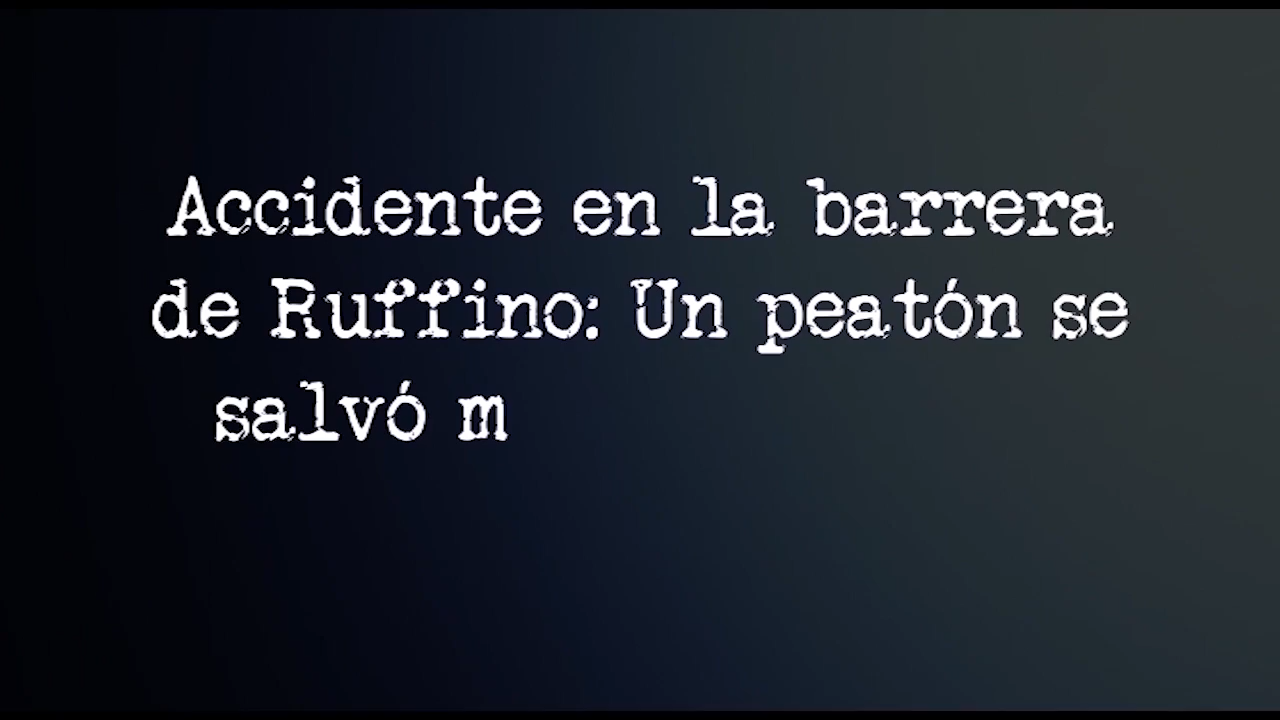 Accidente en la barrera
de Ruffino: Un peatón se
salvó m